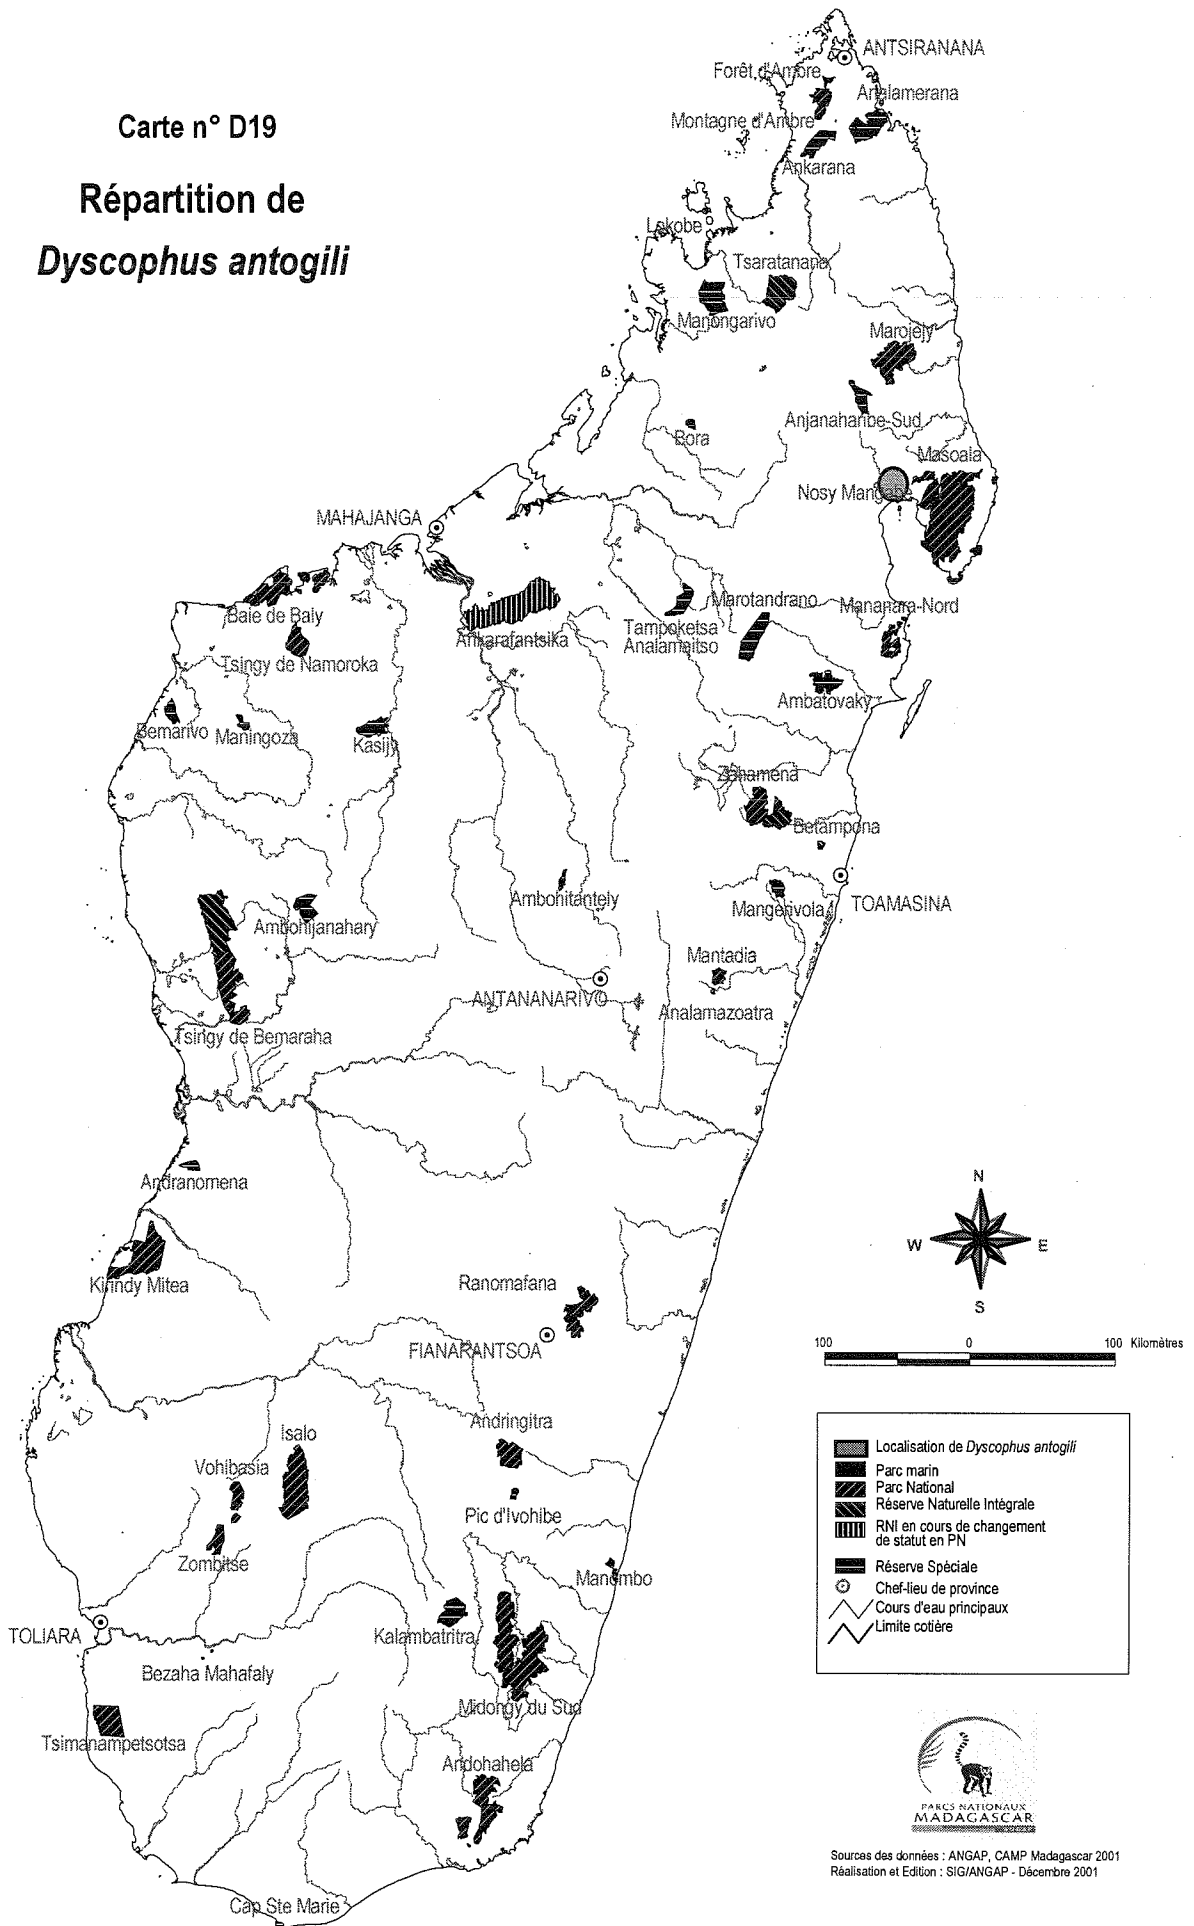 Carte n° D19
Répartition de
Dyscophus antogili
ANTSIRANANA
Forêt d'Ambre
Analamerana
Montagne d'Ambre
Ankarana
Lokobe
Tsaratanana
Manongarivo
Marojejy
Anjanaharibe-Sud
Bora
Masoala
Nosy Mangabe
MAHAJANGA
Baie de Baly
Ankarafantsika
Marotandrano
Mananara-Nord
Tampoketsa
Analamaitso
Tsingy de Namoroka
Ambatovaky
Bemarivo
Maningoza
Kasijy
Zahamena
Betampona
Ambohitantely
Mangerivola
TOAMASINA
Ambohijanahary
Mantadia
ANTANANARIVO
Analamazoatra
Tsingy de Bemaraha
Andranomena
N
W
E
S
Kirindy Mitea
Ranomafana
FIANARANTSOA
100
0
100
Kilomètres
Andringitra
Isalo
Vohibasia
Pic d'Ivohibe
Zombitse
Manombo
TOLIARA
Kalambatritra
Bezaha Mahafaly
Midongy du Sud
Tsimanampetsotsa
Andohahela
Cap Ste Marie
Localisation de Dyscophus antogili
Parc marin
Parc National
Réserve Naturelle Intégrale
RNI en cours de changement
de statut en PN
Réserve Spéciale
Chef-lieu de province
Cours d'eau principaux
Limite cotière
PARCS NATIONAUX
MADAGASCAR
Sources des données : ANGAP, CAMP Madagascar 2001
Réalisation et Edition : SIG/ANGAP - Décembre 2001